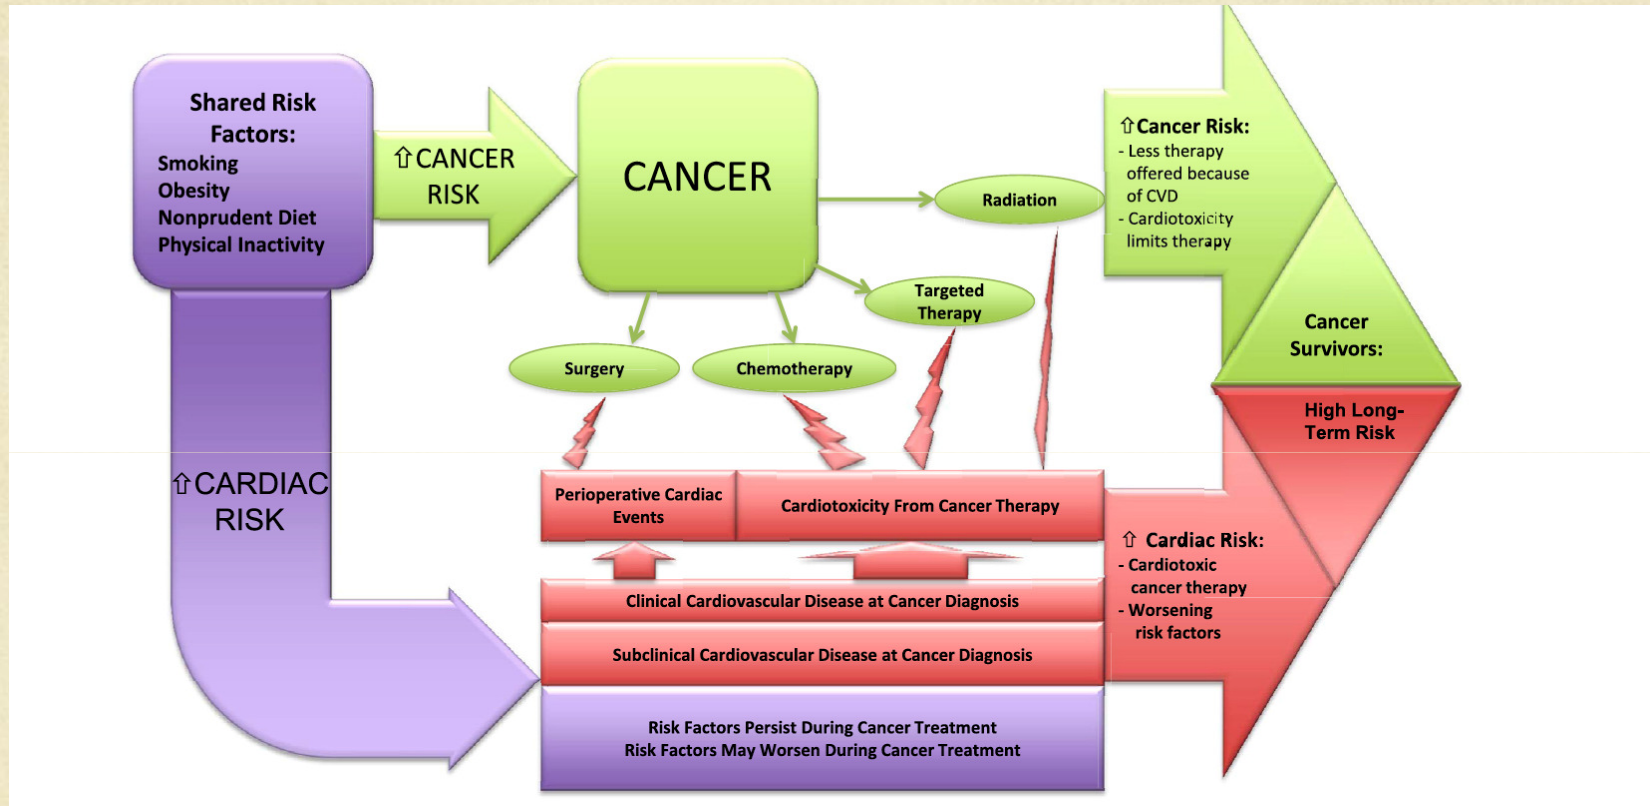 Shared Risk
Factors:
Smoking
Obesity
Nonprudent Diet
Physical Inactivity
⇧CANCER
RISK
CANCER
Radiation
Targeted
Therapy
Surgery
Chemotherapy
⇧Cancer Risk:
- Less therapy
offered because
of CVD
- Cardiotoxicity
limits therapy
Cancer
Survivors:
High Long-
Term Risk
⇧CARDIAC
RISK
Perioperative Cardiac
Events
Cardiotoxicity From Cancer Therapy
Clinical Cardiovascular Disease at Cancer Diagnosis
Subclinical Cardiovascular Disease at Cancer Diagnosis
Risk Factors Persist During Cancer Treatment
Risk Factors May Worsen During Cancer Treatment
⇧ Cardiac Risk:
- Cardiotoxic
cancer therapy
- Worsening
risk factors